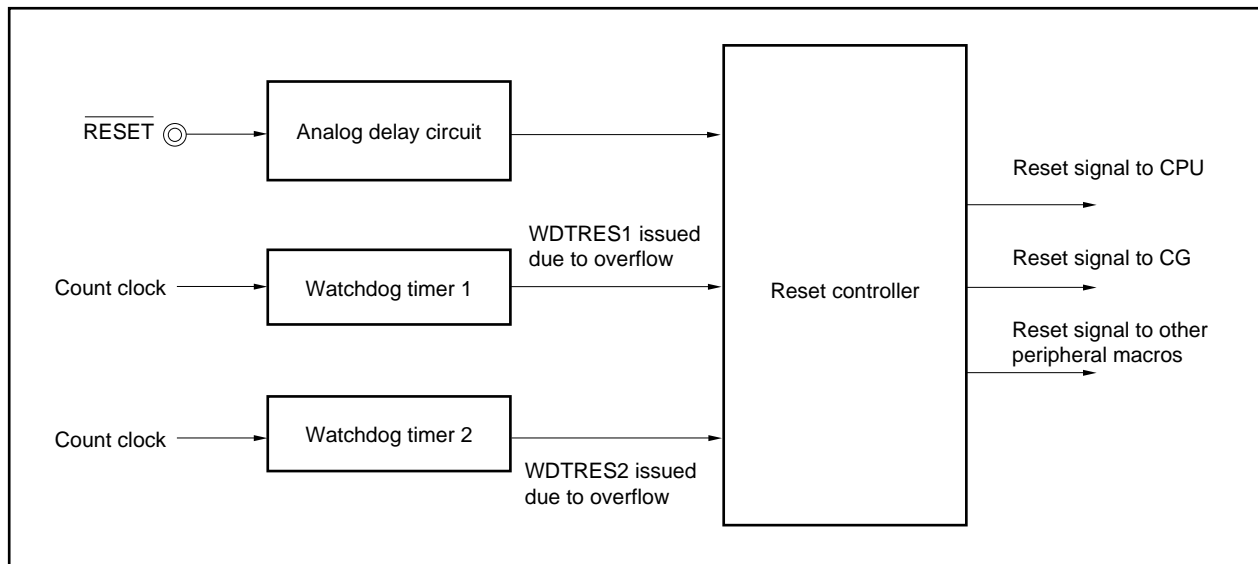 RESET
Analog delay circuit
Reset signal to CPU
WDTRES1 issued
due to overflow
Reset signal to CG
Count clock
Watchdog timer 1
Reset controller
Reset signal to other
peripheral macros
Count clock
Watchdog timer 2
WDTRES2 issued
due to overflow